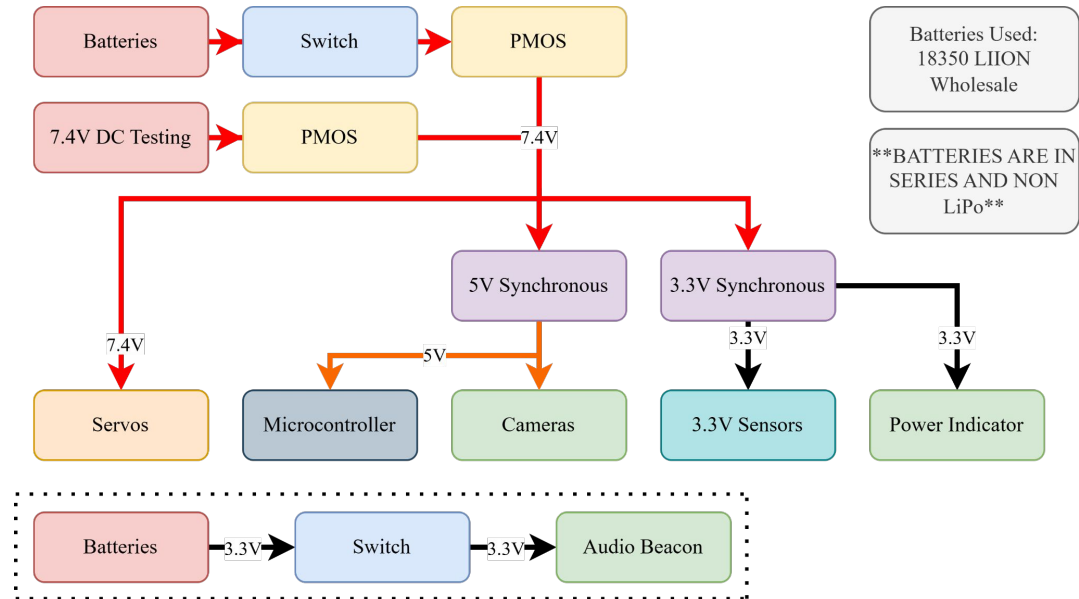 Batteries
Switch
PMOS
Batteries Used:
18350 LIION
Wholesale
7.4V DC Testing
PMOS
7.4V
**BATTERIES ARE IN
SERIES AND NON
LiPo**
5V Synchronous
3.3V Synchronous
7.4V
5V
3.3V
3.3V
Servos
Microcontroller
Cameras
3.3V Sensors
Power Indicator
Batteries
3.3V
Switch
3.3V
Audio Beacon